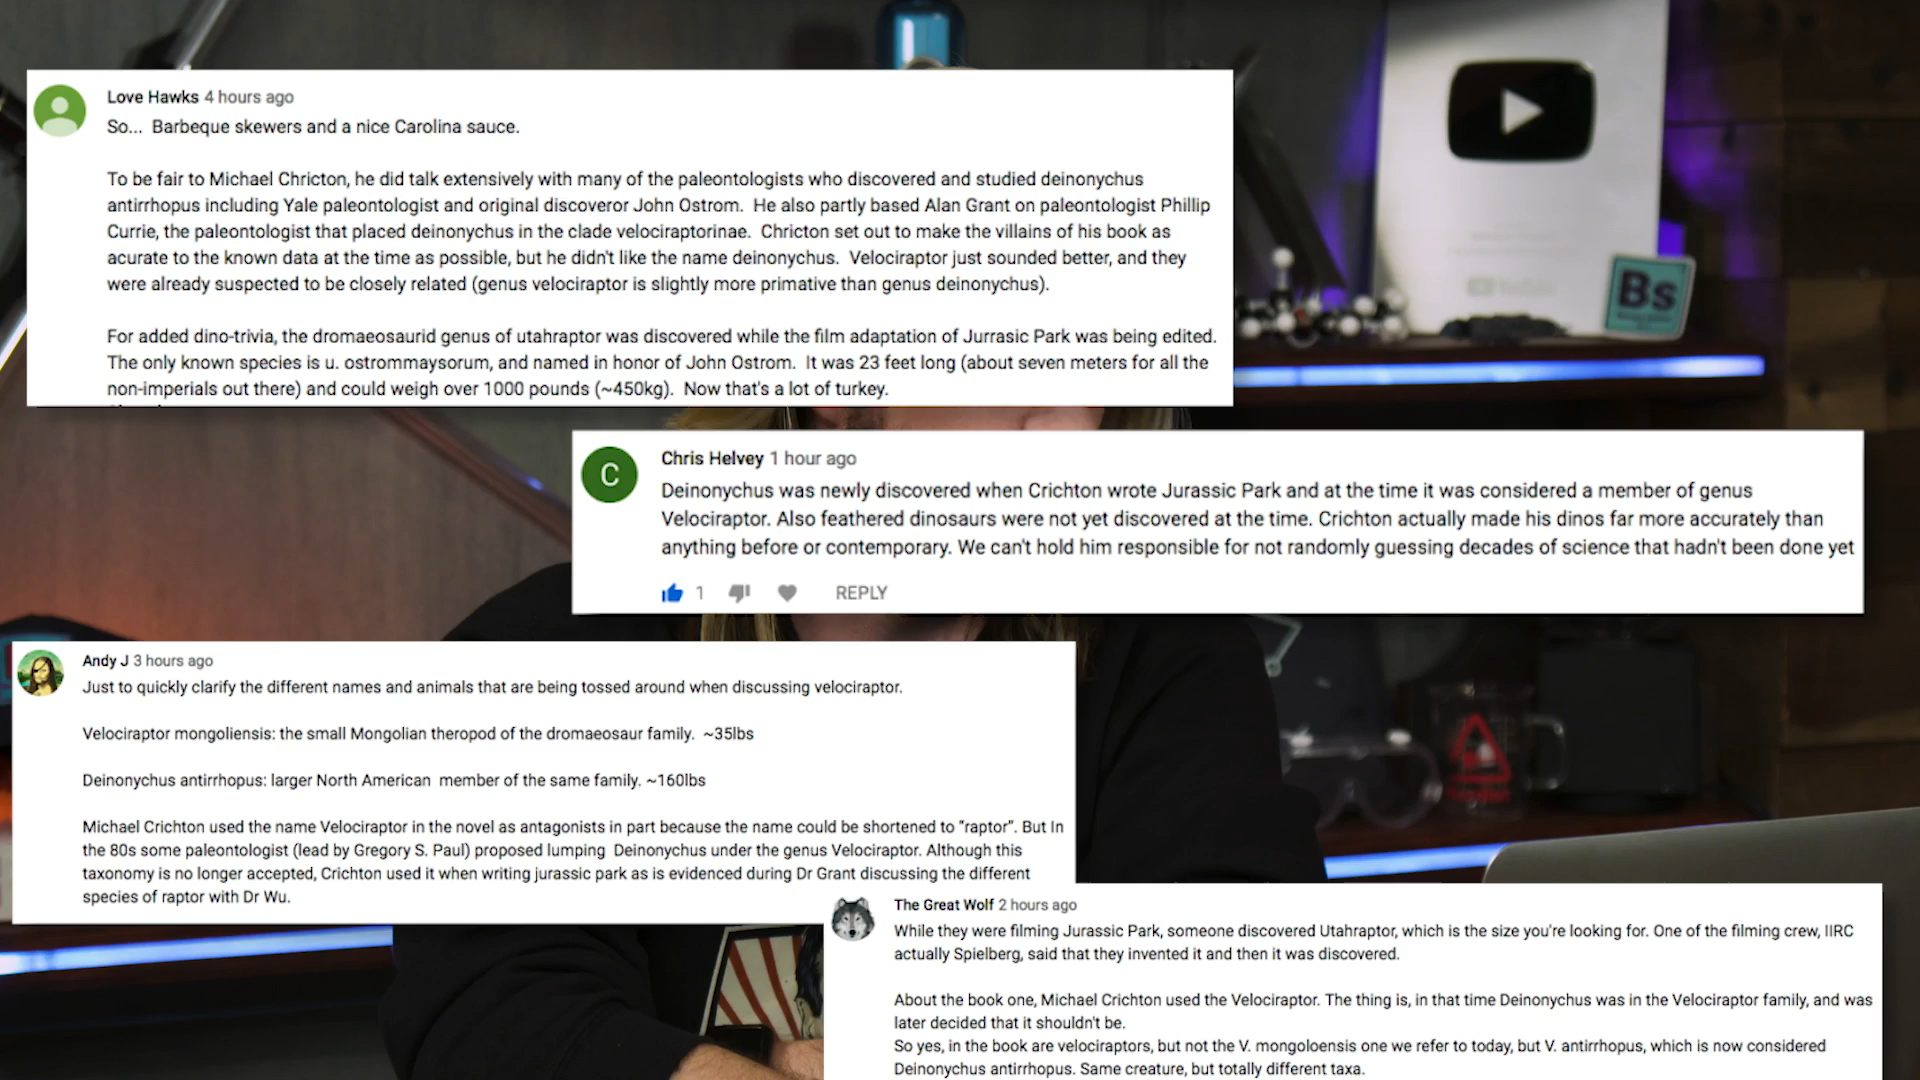 Love Hawks 4 hours ago
So... Barbeque skewers and a nice Carolina sauce.
To be fair to Michael Chricton, he did talk extensively with many of the paleontologists who discovered and studied deinonychus
antirrhopus including Yale paleontologist and original discoveror John Ostrom. He also partly based Alan Grant on paleontologist Phillip
Currie, the paleontologist that placed deinonychus in the clade velociraptorinae. Chricton set out to make the villains of his book as
acurate to the known data at the time as possible, but he didn't like the name deinonychus. Velociraptor just sounded better, and they
were already suspected to be closely related (genus velociraptor is slightly more primative than genus deinonychus).
For added dino-trivia, the dromaeosaurid genus of utahraptor was discovered while the film adaptation of Jurrasic Park was being edited.
The only known species is u. ostrommaysorum, and named in honor of John Ostrom. It was 23 feet long (about seven meters for all the
non-imperials out there) and could weigh over 1000 pounds (~450kg). Now that's a lot of turkey.
Bs
C
Chris Helvey 1 hour ago
Deinonychus was newly discovered when Crichton wrote Jurassic Park and at the time it was considered a member of genus
Velociraptor. Also feathered dinosaurs were not yet discovered at the time. Crichton actually made his dinos far more accurately than
anything before or contemporary. We can't hold him responsible for not randomly guessing decades of science that hadn't been done yet
1 REPLY
Andy J 3 hours ago
Just to quickly clarify the different names and animals that are being tossed around when discussing velociraptor.
Velociraptor mongoliensis: the small Mongolian theropod of the dromaeosaur family. ~35lbs
Deinonychus antirrhopus: larger North American member of the same family. ~160lbs
Michael Crichton used the name Velociraptor in the novel as antagonists in part because the name could be shortened to "raptor". But In
the 80s some paleontologist (lead by Gregory S. Paul) proposed lumping Deinonychus under the genus Velociraptor. Although this
taxonomy is no longer accepted, Crichton used it when writing jurassic park as is evidenced during Dr Grant discussing the different
species of raptor with Dr Wu.
The Great Wolf 2 hours ago
While they were filming Jurassic Park, someone discovered Utahraptor, which is the size you're looking for. One of the filming crew, IIRC
actually Spielberg, said that they invented it and then it was discovered.
About the book one, Michael Crichton used the Velociraptor. The thing is, in that time Deinonychus was in the Velociraptor family, and was
later decided that it shouldn't be.
So yes, in the book are velociraptors, but not the V. mongoloensis one we refer to today, but V. antirrhopus, which is now considered
Deinonychus antirrhopus. Same creature, but totally different taxa.